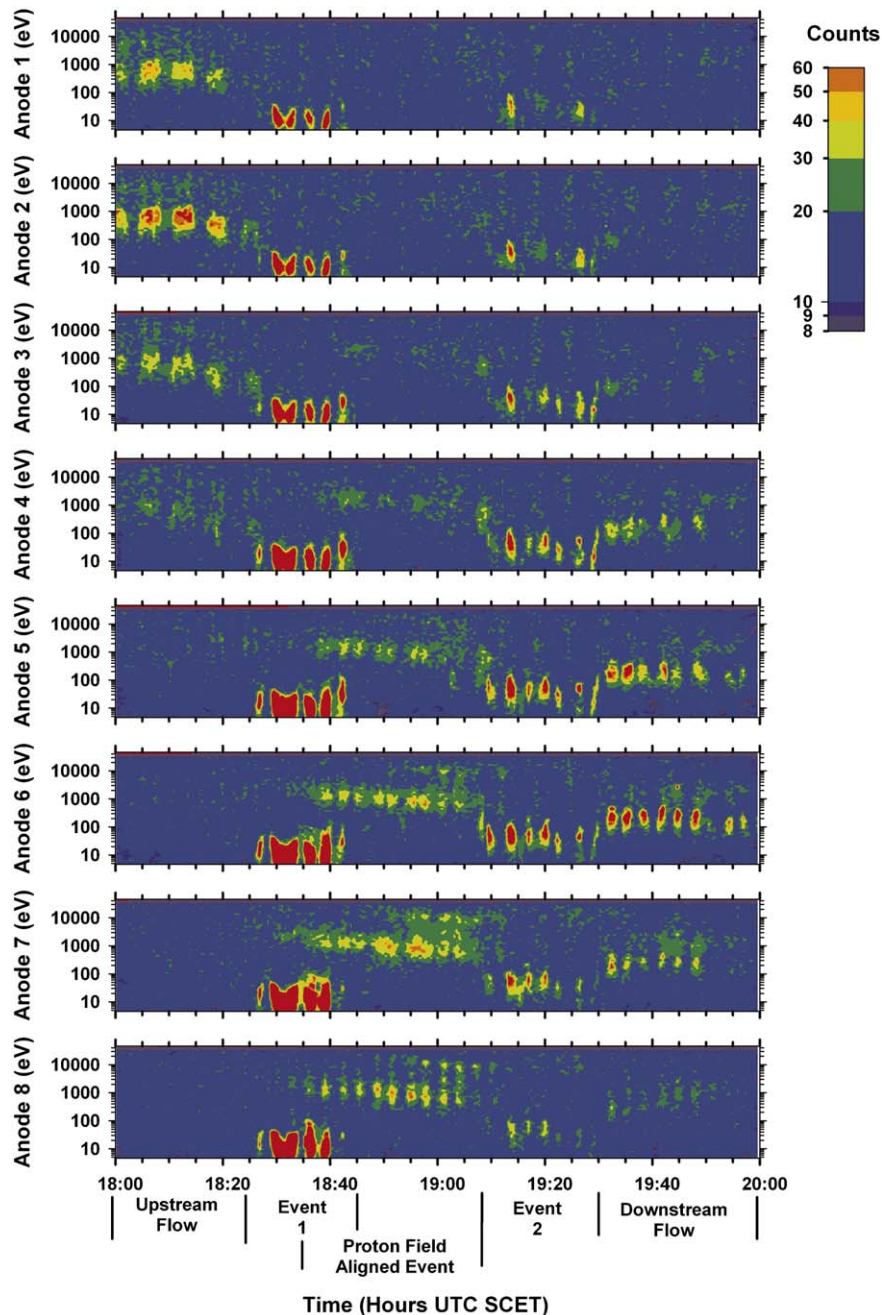 Counts
60
50
40
30
20
10
9
8
Anode 1 (eV)
10000
1000
100
10
Anode 2 (eV)
10000
1000
100
10
Anode 3 (eV)
10000
1000
100
10
Anode 4 (eV)
10000
1000
100
10
Anode 5 (eV)
10000
1000
100
10
Anode 6 (eV)
10000
1000
100
10
Anode 7 (eV)
10000
1000
100
10
Anode 8 (eV)
10000
1000
100
10
18:00 18:20 18:40 19:00 19:20 19:40 20:00
Upstream
Flow
Event
1
Proton Field
Aligned Event
Event
2
Downstream
Flow
Time (Hours UTC SCET)